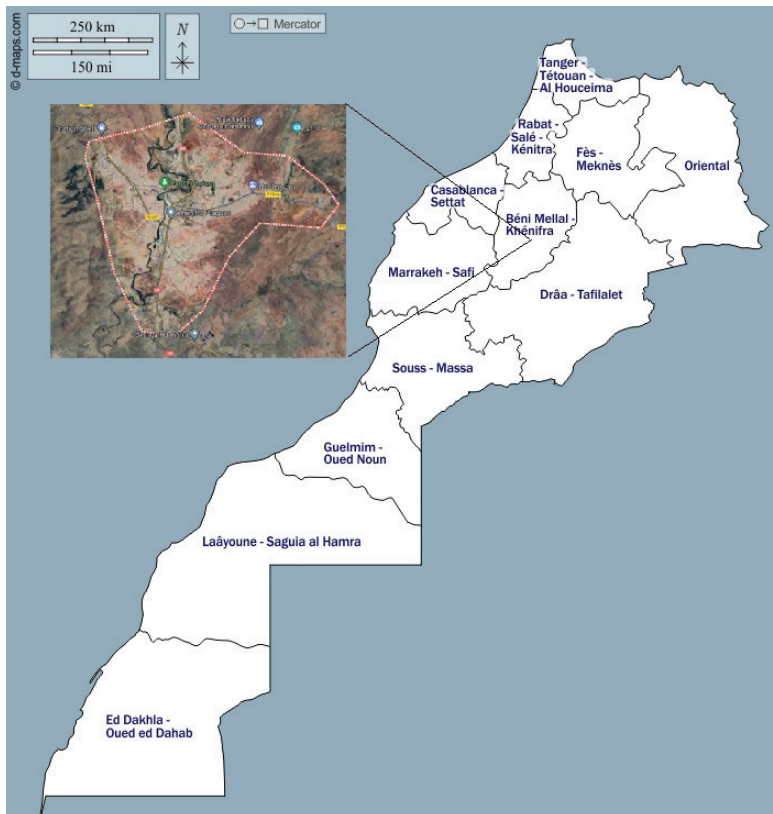 250 km
150 mi
N
Mercator
© d-maps.com
Tanger -
Tétouan -
Al Houceima
Rabat -
Salé -
Kénitra
Fès -
Meknès
Oriental
Casablanca -
Settat
Béni Mellal -
Khénifra
Marrakeh - Safi
Drâa - Tafilalet
Souss - Massa
Guelmim -
Oued Noun
Laâyoune - Saguia al Hamra
Ed Dakhla -
Oued ed Dahab